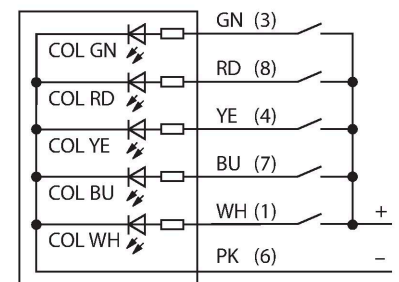 GN (3)
COL GN
RD (8)
COL RD
YE (4)
COL YE
BU (7)
COL BU
WH (1) +
COL WH
PK (6) –